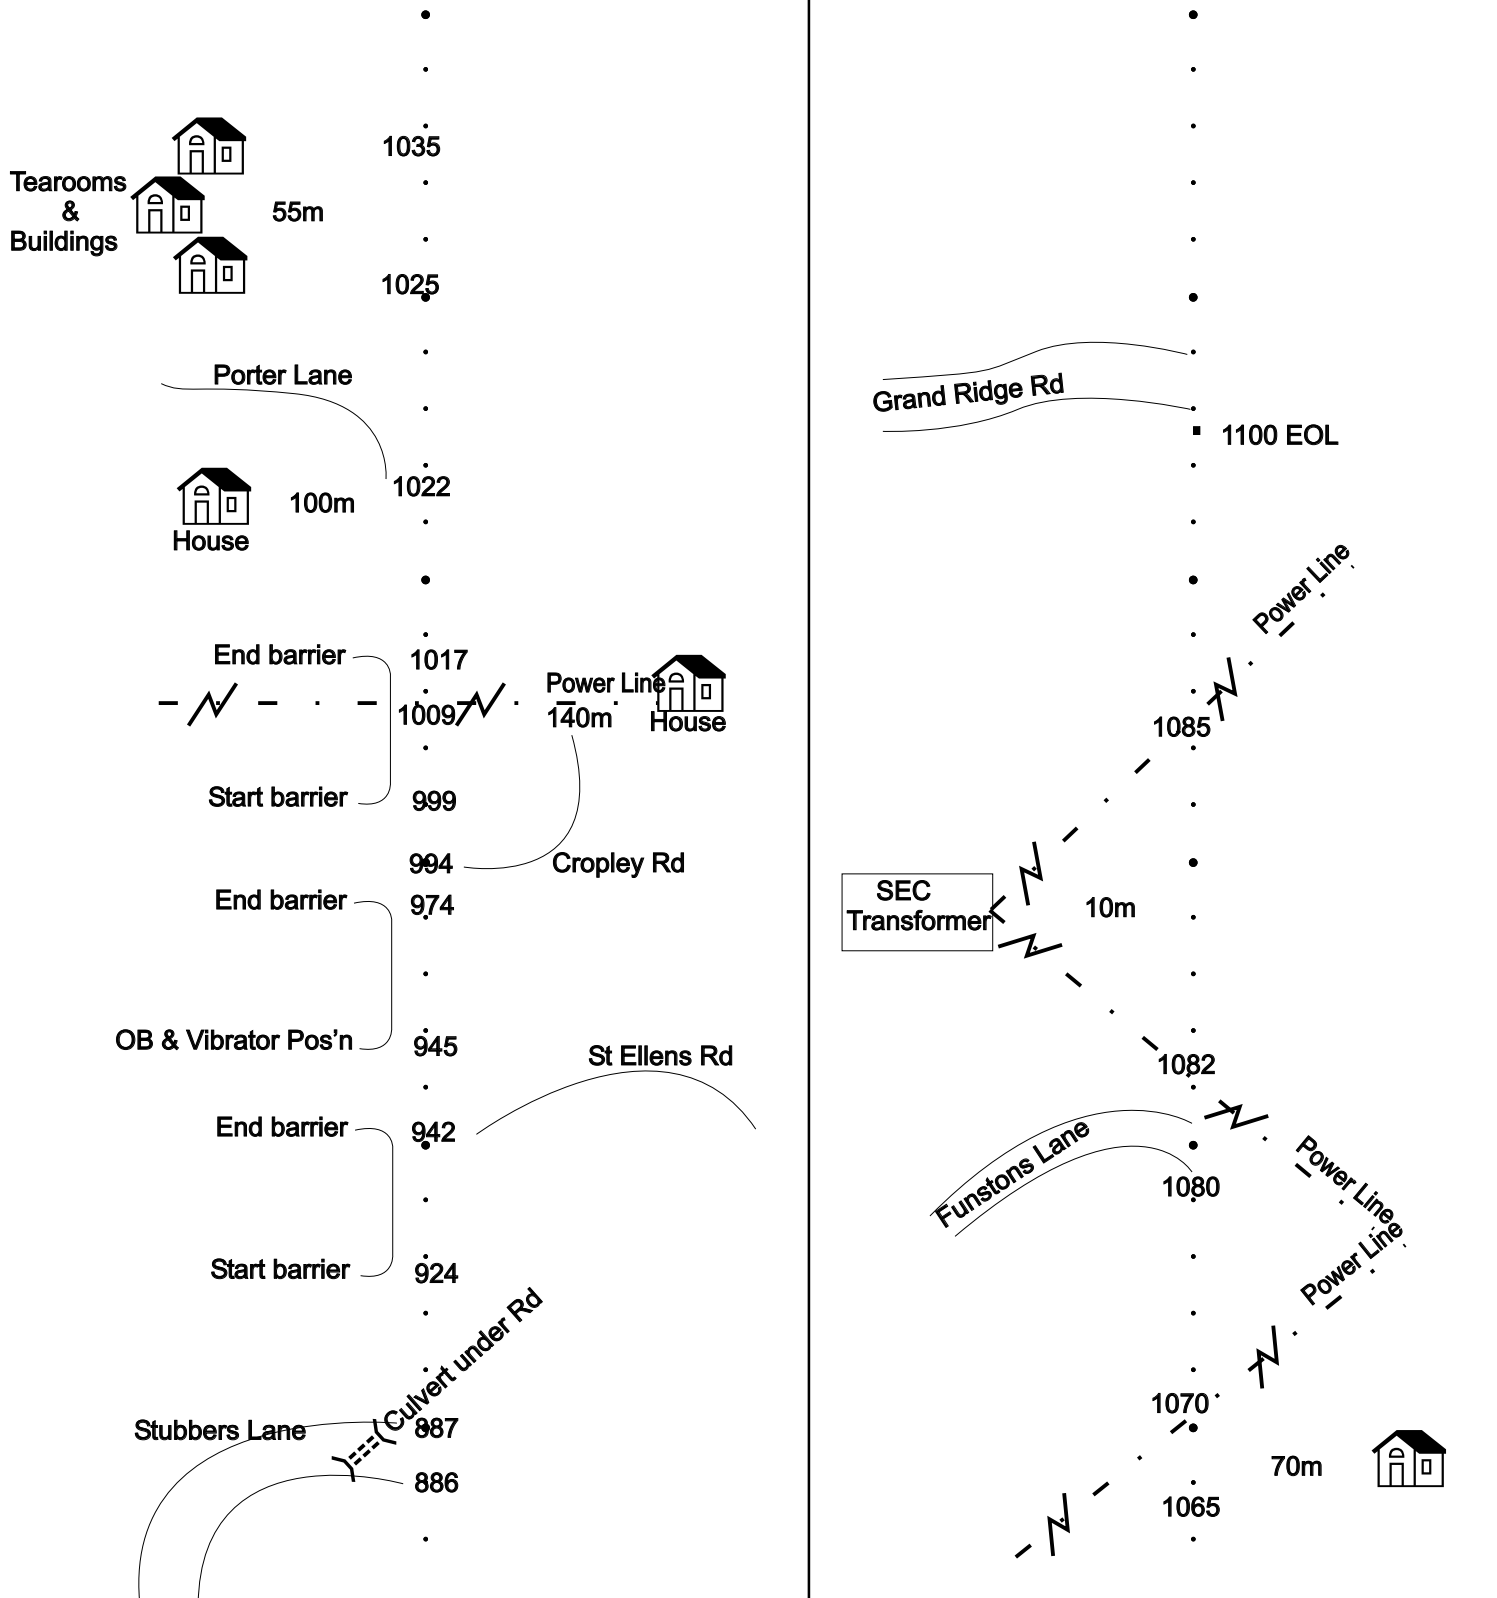 1035
Tearooms
&
Buildings
55m
1025
Porter Lane
1022
100m
House
End barrier
1017
Power Line
1009
140m
House
Start barrier
999
994
Cropley Rd
End barrier
974
OB & Vibrator Pos’n
945
St Ellens Rd
End barrier
942
Start barrier
924
Culvert under Rd
Stubbers Lane
887
886
Grand Ridge Rd
1100 EOL
Power Line
1085
SEC
Transformer
10m
1082
Funstons Lane
Power Line
1080
Power Line
1070
70m
1065